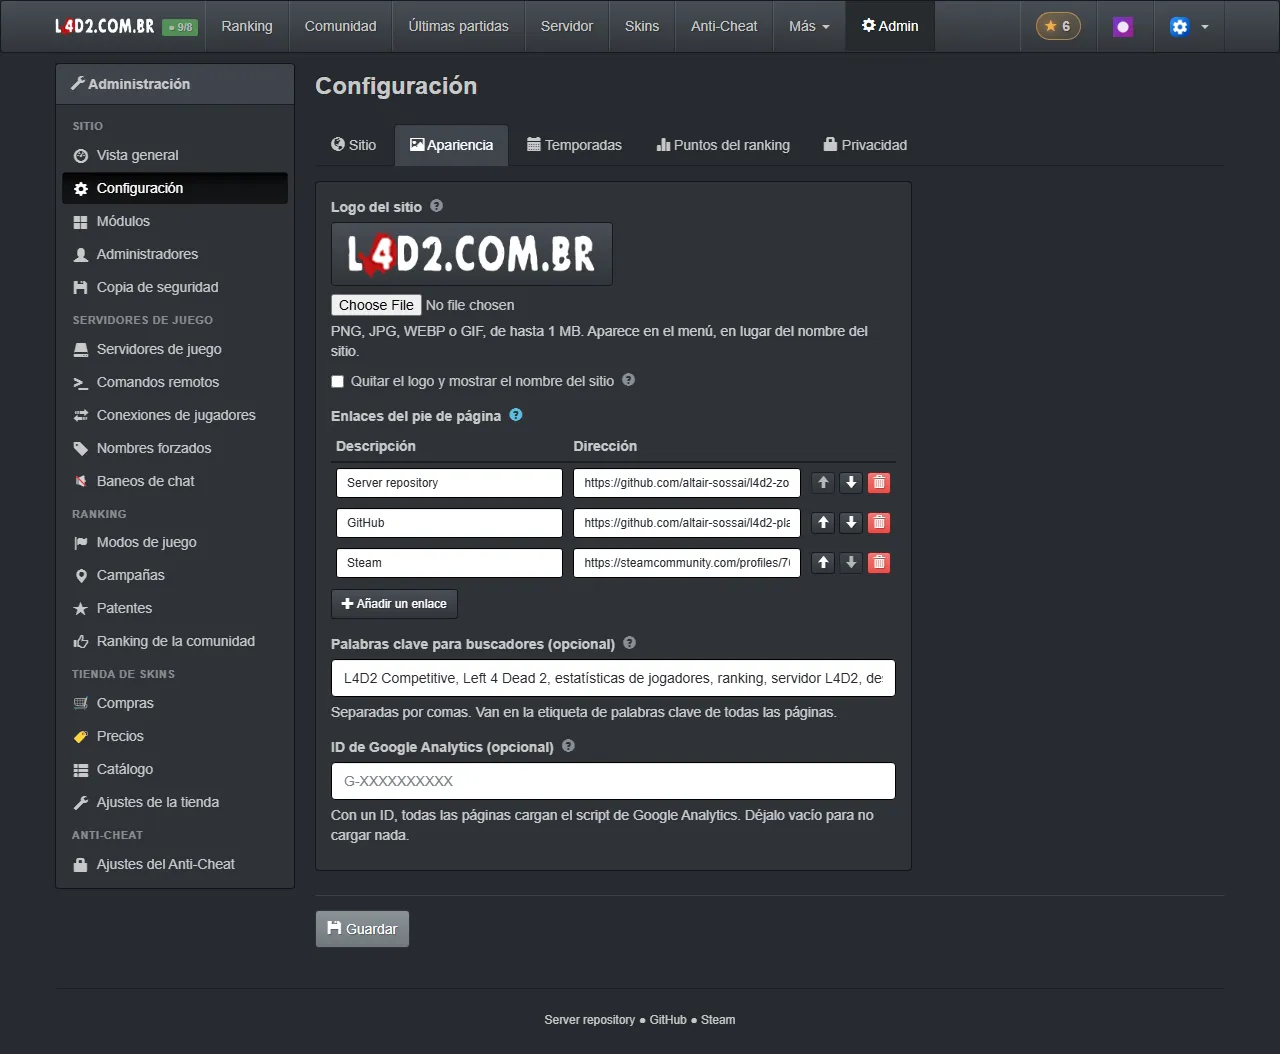 L4D2.COM.BR
9/8
Ranking
Comunidad
Últimas partidas
Servidor
Skins
Anti-Cheat
Más
Admin
6
Administración
SITIO
Vista general
Configuración
Módulos
Administradores
Copia de seguridad
SERVIDORES DE JUEGO
Servidores de juego
Comandos remotos
Conexiones de jugadores
Nombres forzados
Baneos de chat
RANKING
Modos de juego
Campañas
Patentes
Ranking de la comunidad
TIENDA DE SKINS
Compras
Precios
Catálogo
Ajustes de la tienda
ANTI-CHEAT
Ajustes del Anti-Cheat
Configuración
Sitio
Apariencia
Temporadas
Puntos del ranking
Privacidad
Logo del sitio
L4D2.COM.BR
Choose File No file chosen
PNG, JPG, WEBP o GIF, de hasta 1 MB. Aparece en el menú, en lugar del nombre del
sitio.
Quitar el logo y mostrar el nombre del sitio
Enlaces del pie de página
Descripción Dirección
Server repository https://github.com/altair-sossai/l4d2-zo
GitHub https://github.com/altair-sossai/l4d2-pla
Steam https://steamcommunity.com/profiles/7
Añadir un enlace
Palabras clave para buscadores (opcional)
L4D2 Competitive, Left 4 Dead 2, estatísticas de jogadores, ranking, servidor L4D2, de
Separadas por comas. Van en la etiqueta de palabras clave de todas las páginas.
ID de Google Analytics (opcional)
G-XXXXXXXXXX
Con un ID, todas las páginas cargan el script de Google Analytics. Déjalo vacío para no
cargar nada.
Guardar
Server repository ● GitHub ● Steam